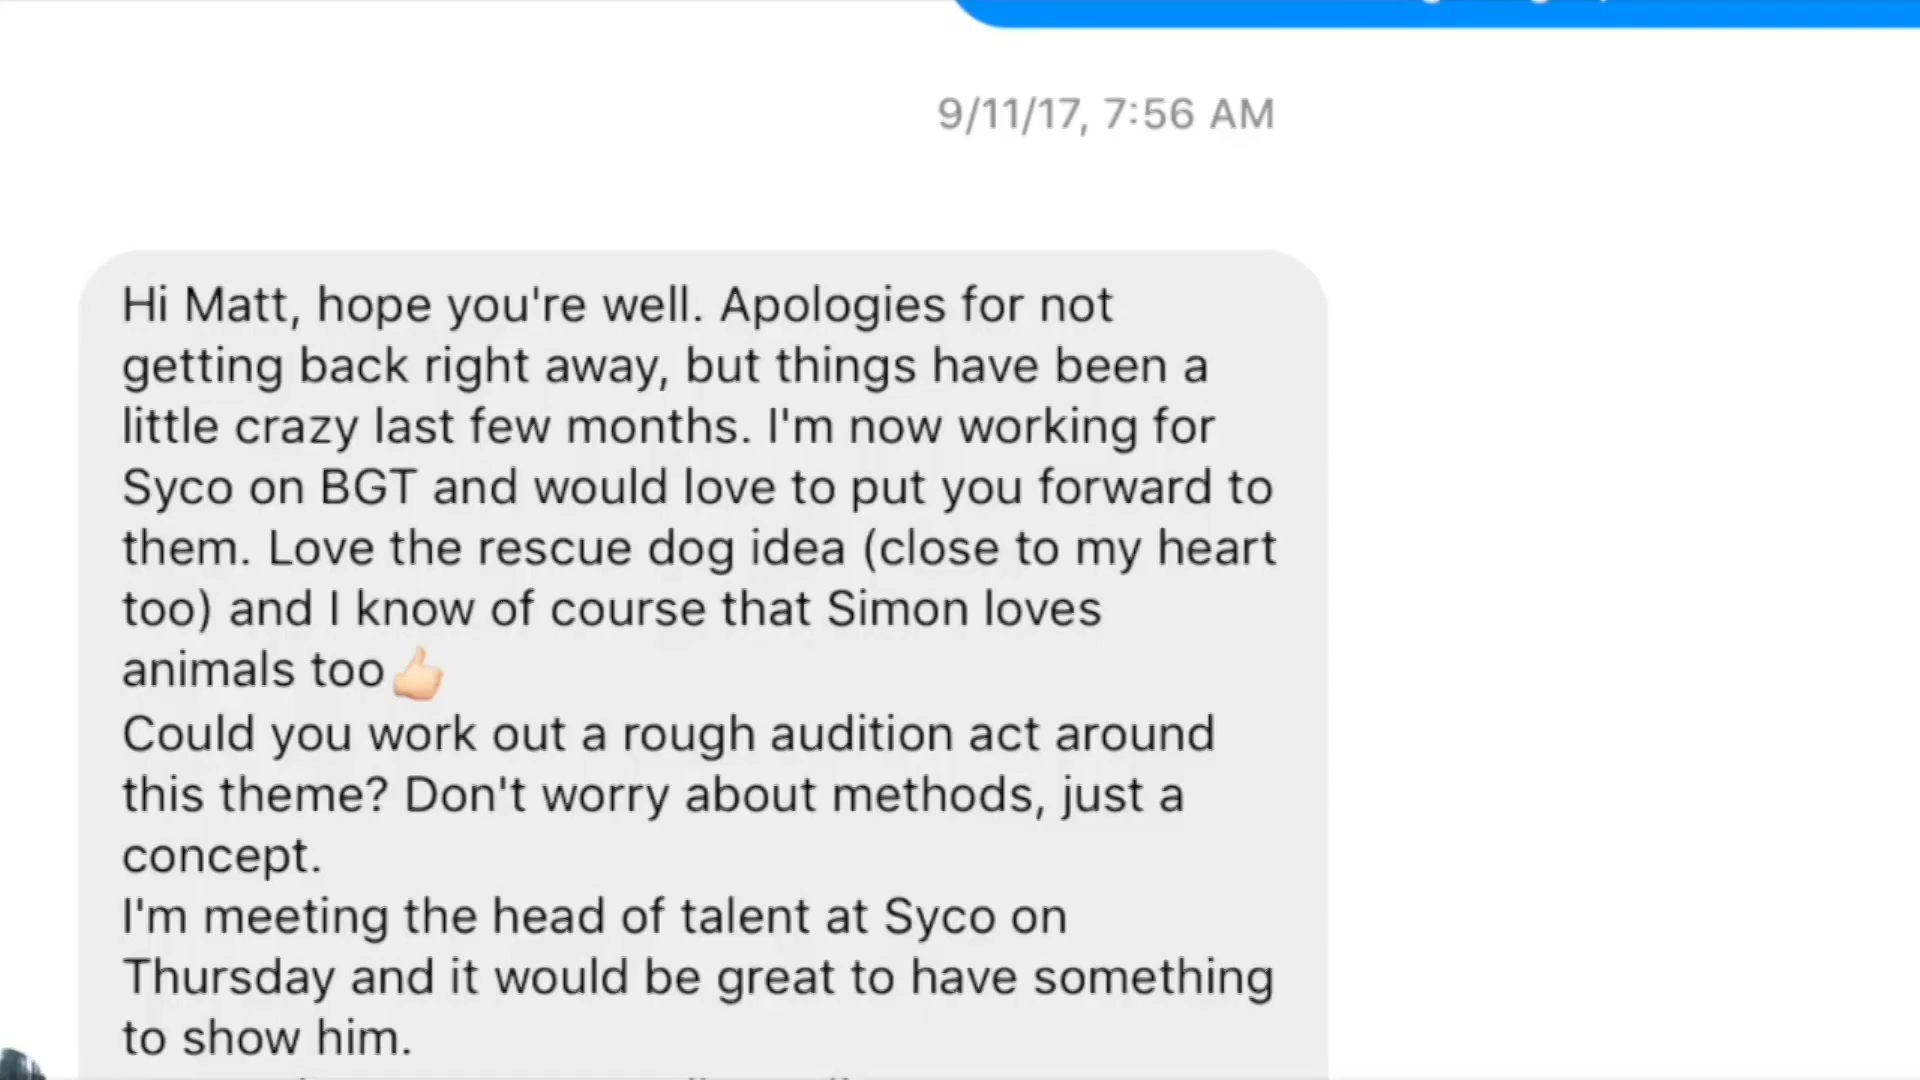 9/11/17, 7:56 AM
Hi Matt, hope you're well. Apologies for not
getting back right away, but things have been a
little crazy last few months. I'm now working for
Syco on BGT and would love to put you forward to
them. Love the rescue dog idea (close to my heart
too) and I know of course that Simon loves
animals too👍🏻
Could you work out a rough audition act around
this theme? Don't worry about methods, just a
concept.
I'm meeting the head of talent at Syco on
Thursday and it would be great to have something
to show him.